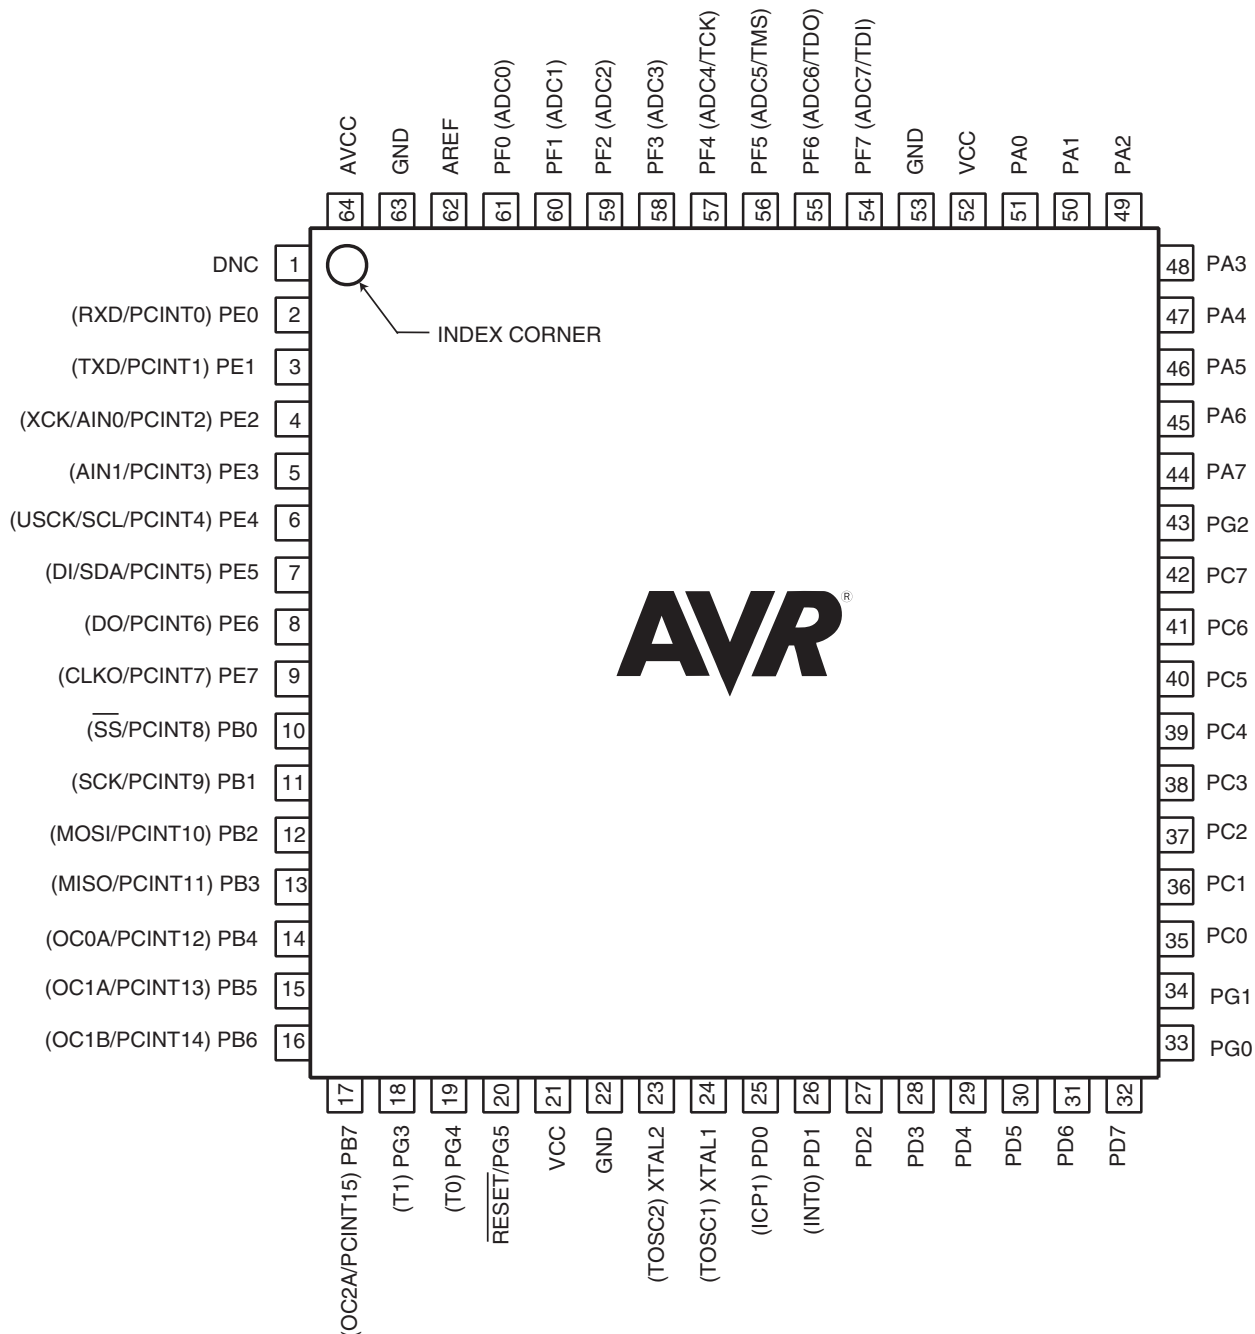 AVCC
GND
AREF
PF0 (ADC0)
PF1 (ADC1)
PF2 (ADC2)
PF3 (ADC3)
PF4 (ADC4/TCK)
PF5 (ADC5/TMS)
PF6 (ADC6/TDO)
PF7 (ADC7/TDI)
GND
VCC
PA0
PA1
PA2
64
63
62
61
60
59
58
57
56
55
54
53
52
51
50
49
DNC 1
(RXD/PCINT0) PE0 2
(TXD/PCINT1) PE1 3
(XCK/AIN0/PCINT2) PE2 4
(AIN1/PCINT3) PE3 5
(USCK/SCL/PCINT4) PE4 6
(DI/SDA/PCINT5) PE5 7
(DO/PCINT6) PE6 8
(CLKO/PCINT7) PE7 9
(SS/PCINT8) PB0 10
(SCK/PCINT9) PB1 11
(MOSI/PCINT10) PB2 12
(MISO/PCINT11) PB3 13
(OC0A/PCINT12) PB4 14
(OC1A/PCINT13) PB5 15
(OC1B/PCINT14) PB6 16
INDEX CORNER
AVR®
48 PA3
47 PA4
46 PA5
45 PA6
44 PA7
43 PG2
42 PC7
41 PC6
40 PC5
39 PC4
38 PC3
37 PC2
36 PC1
35 PC0
34 PG1
33 PG0
17
18
19
20
21
22
23
24
25
26
27
28
29
30
31
32
(OC2A/PCINT15) PB7
(T1) PG3
(T0) PG4
RESET/PG5
VCC
GND
(TOSC2) XTAL2
(TOSC1) XTAL1
(ICP1) PD0
(INT0) PD1
PD2
PD3
PD4
PD5
PD6
PD7